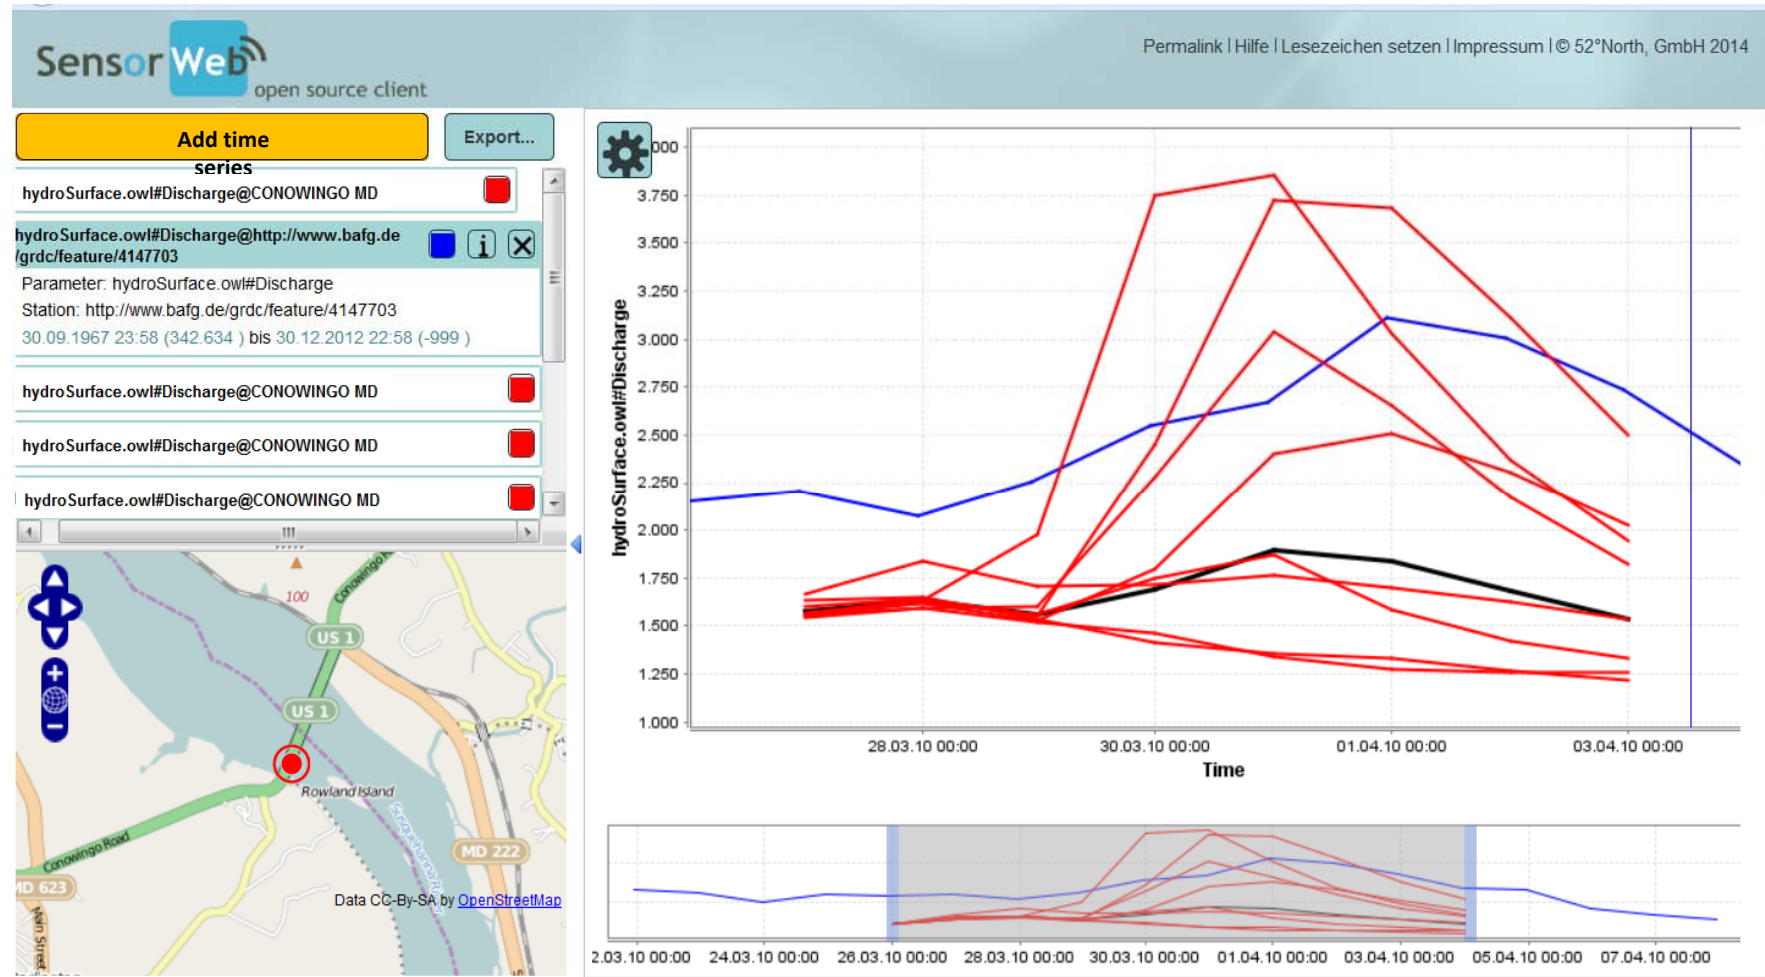 Sensor Web
open source client
Permalink | Hilfe | Lesezeichen setzen | Impressum | © 52°North, GmbH 2014
Add time
series
Export...
hydroSurface.owl#Discharge@CONOWINGO MD
hydroSurface.owl#Discharge@http://www.bafg.de
/grdc/feature/4147703
Parameter: hydroSurface.owl#Discharge
Station: http://www.bafg.de/grdc/feature/4147703
30.09.1967 23:58 (342.634 ) bis 30.12.2012 22:58 (-999 )
hydroSurface.owl#Discharge@CONOWINGO MD
hydroSurface.owl#Discharge@CONOWINGO MD
hydroSurface.owl#Discharge@CONOWINGO MD
100
Conowingo
US 1
US 1
Rowland Island
Conowingo Road
MD 222
MD 623
Main Street
Susquehanna River
Data CC-By-SA by OpenStreetMap
000
3.750
3.500
3.250
3.000
2.750
2.500
2.250
2.000
1.750
1.500
1.250
1.000
hydroSurface.owl#Discharge
28.03.10 00:00 30.03.10 00:00 01.04.10 00:00 03.04.10 00:00
Time
2.03.10 00:00 24.03.10 00:00 26.03.10 00:00 28.03.10 00:00 30.03.10 00:00 01.04.10 00:00 03.04.10 00:00 05.04.10 00:00 07.04.10 00:00